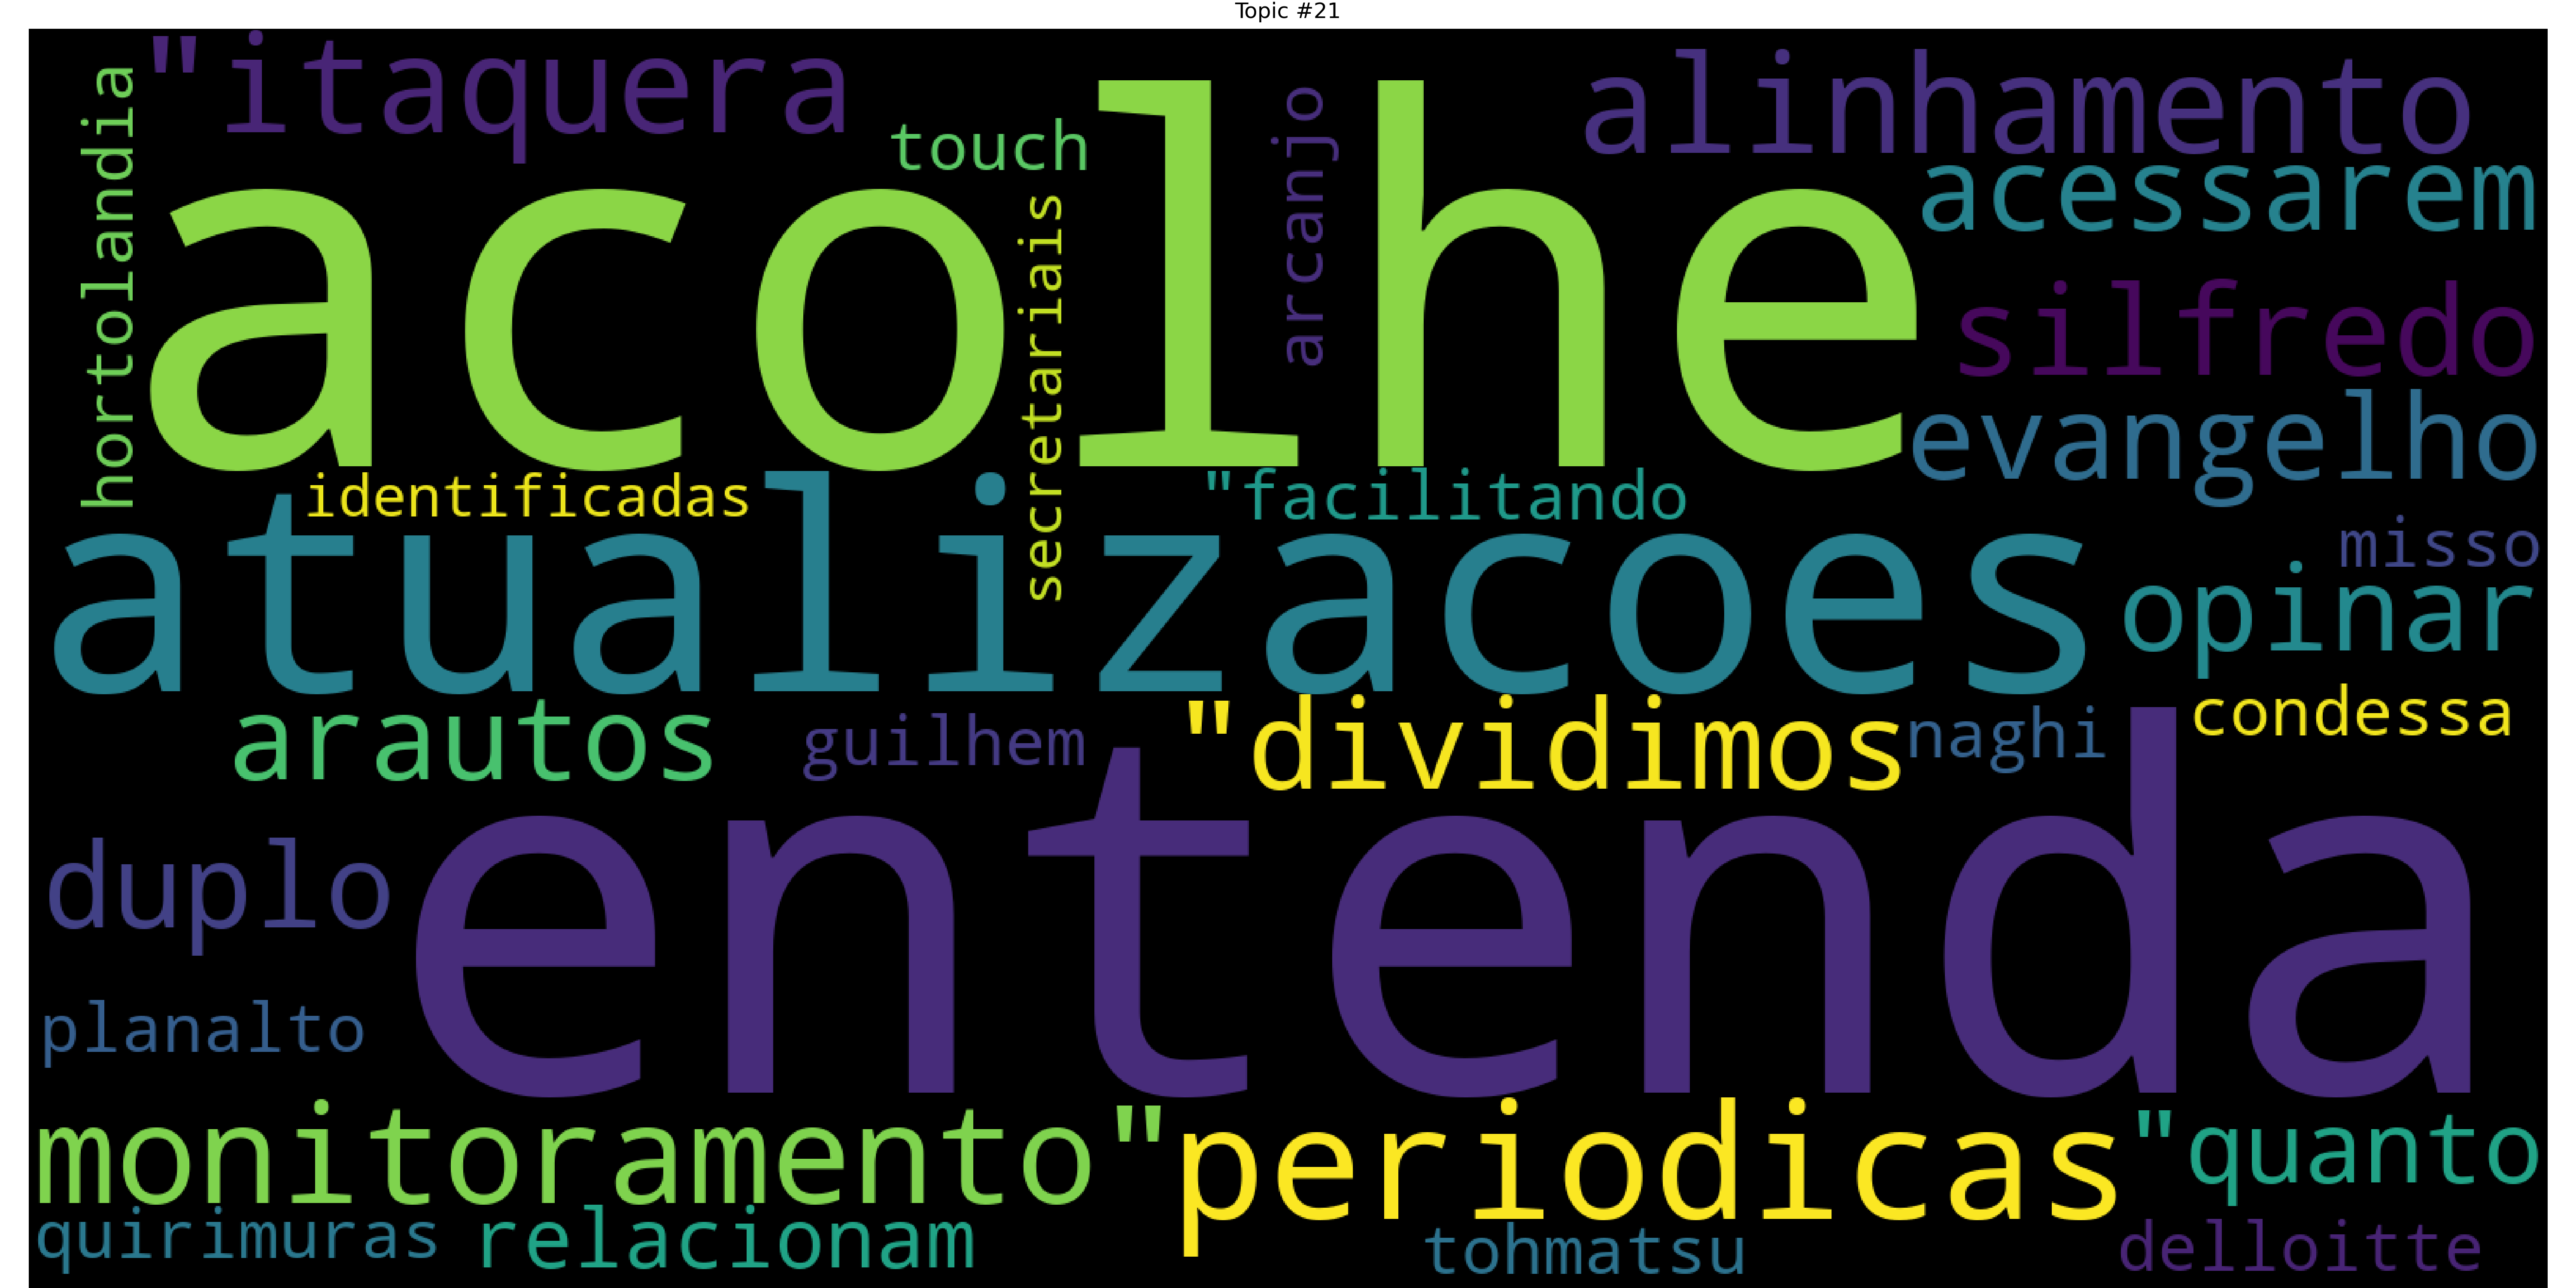 Topic #21
hortolandia
"itaquera
touch
arcanjo
alinhamento
acolhe
acessarem
secretariais
silfredo
evangelho
identificadas
"facilitando
misso
atualizacoes
opinar
arautos
guilhem
"dividimos
naghi
condessa
duplo
entenda
planalto
monitoramento"
periodicas
"quanto
quirimuras
relacionam
tohmatsu
delloitte